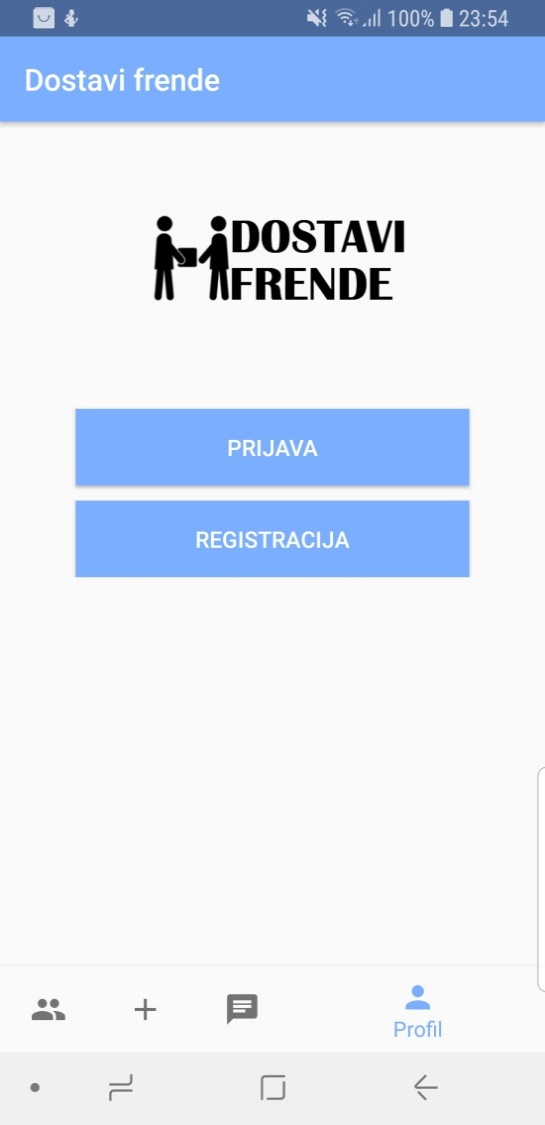 100% 23:54
Dostavi frende
DOSTAVI
FRENDE
PRIJAVA
REGISTRACIJA
Profil